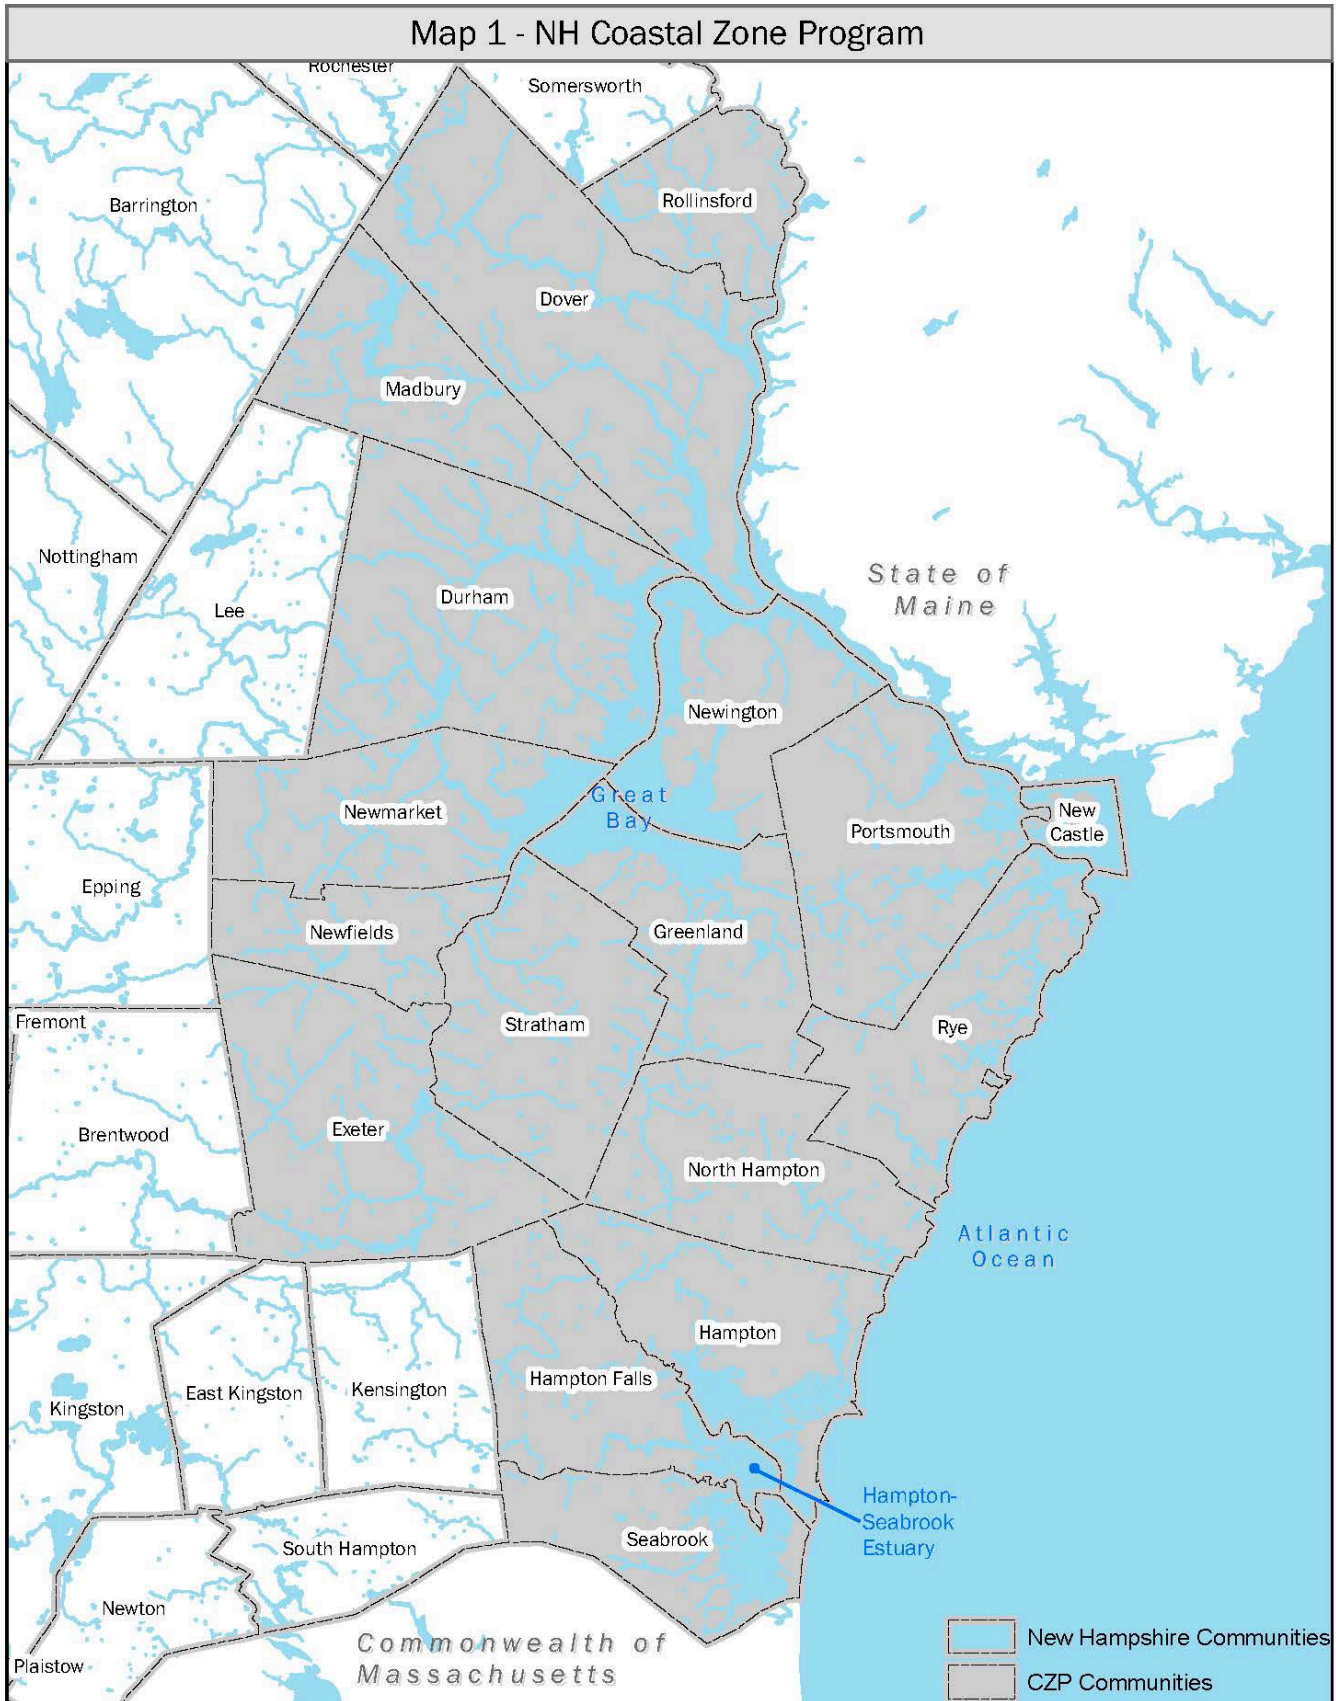 Map 1 - NH Coastal Zone Program
Rochester
Somersworth
Barrington
Rollinsford
Dover
Madbury
Nottingham
State of
Maine
Durham
Lee
Newington
Great
Bay
Newmarket
New
Castle
Portsmouth
Epping
Newfields
Greenland
Fremont
Stratham
Rye
Exeter
Brentwood
North Hampton
Atlantic
Ocean
Hampton
Hampton Falls
East Kingston
Kensington
Kingston
Hampton-
Seabrook
Estuary
Seabrook
South Hampton
Newton
Commonwealth of
Massachusetts
Plaistow
New Hampshire Communities
CZP Communities